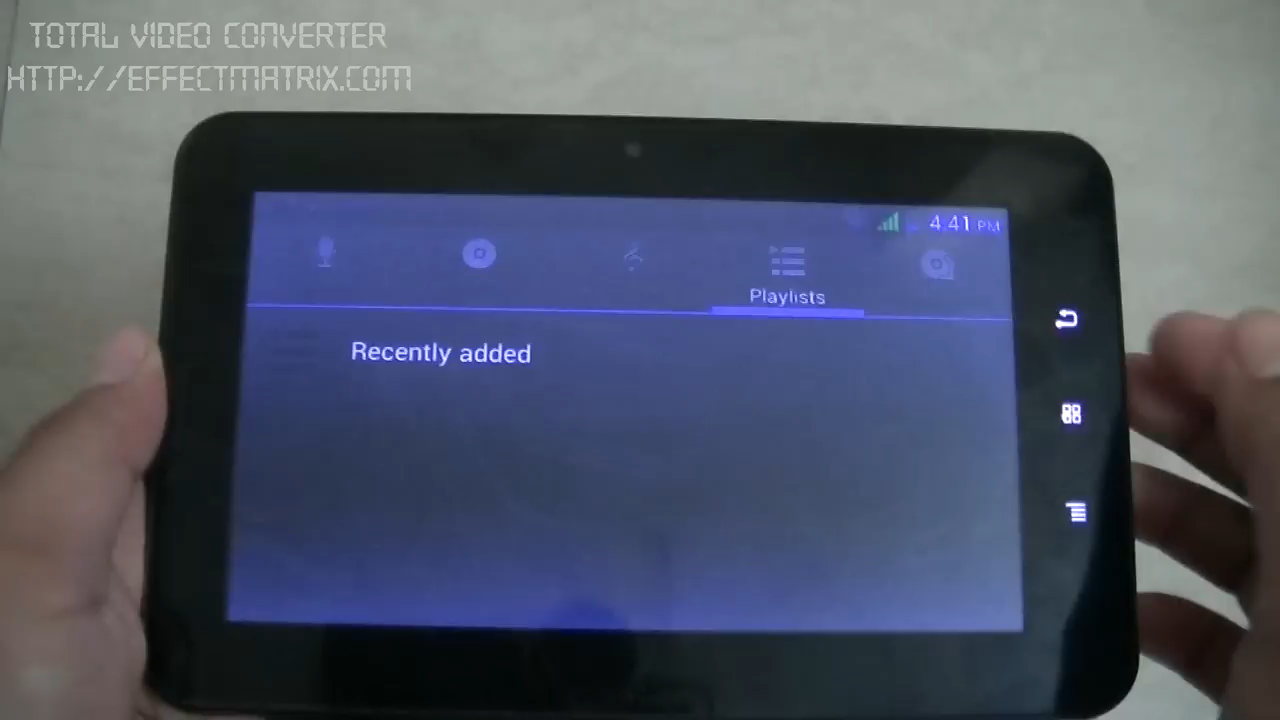 TOTAL VIDEO CONVERTER
HTTP://EFFECTMATRIX.COM
4:41 PM
Playlists
Recently added